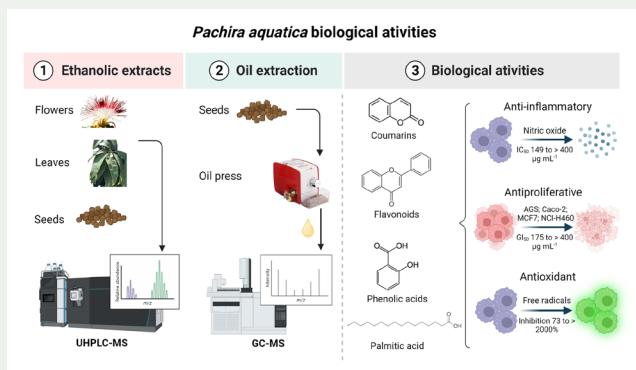 Pachira aquatica biological ativities
1 Ethanolic extracts
Flowers
Leaves
Seeds
Relative abundance
m/z
UHPLC-MS
2 Oil extraction
Seeds
Oil press
Intensity
m/z
GC-MS
3 Biological ativities
Coumarins
Flavonoids
Phenolic acids
Palmitic acid
O
O
O
O
O
OH
OH
O
OH
Anti-inflammatory
Nitric oxide
IC₅₀ 149 to > 400
µg mL⁻¹
Antiproliferative
AGS; Caco-2;
MCF7; NCI-H460
GI₅₀ 175 to > 400
µg mL⁻¹
Antioxidant
Free radicals
Inhibition 73 to >
2000%